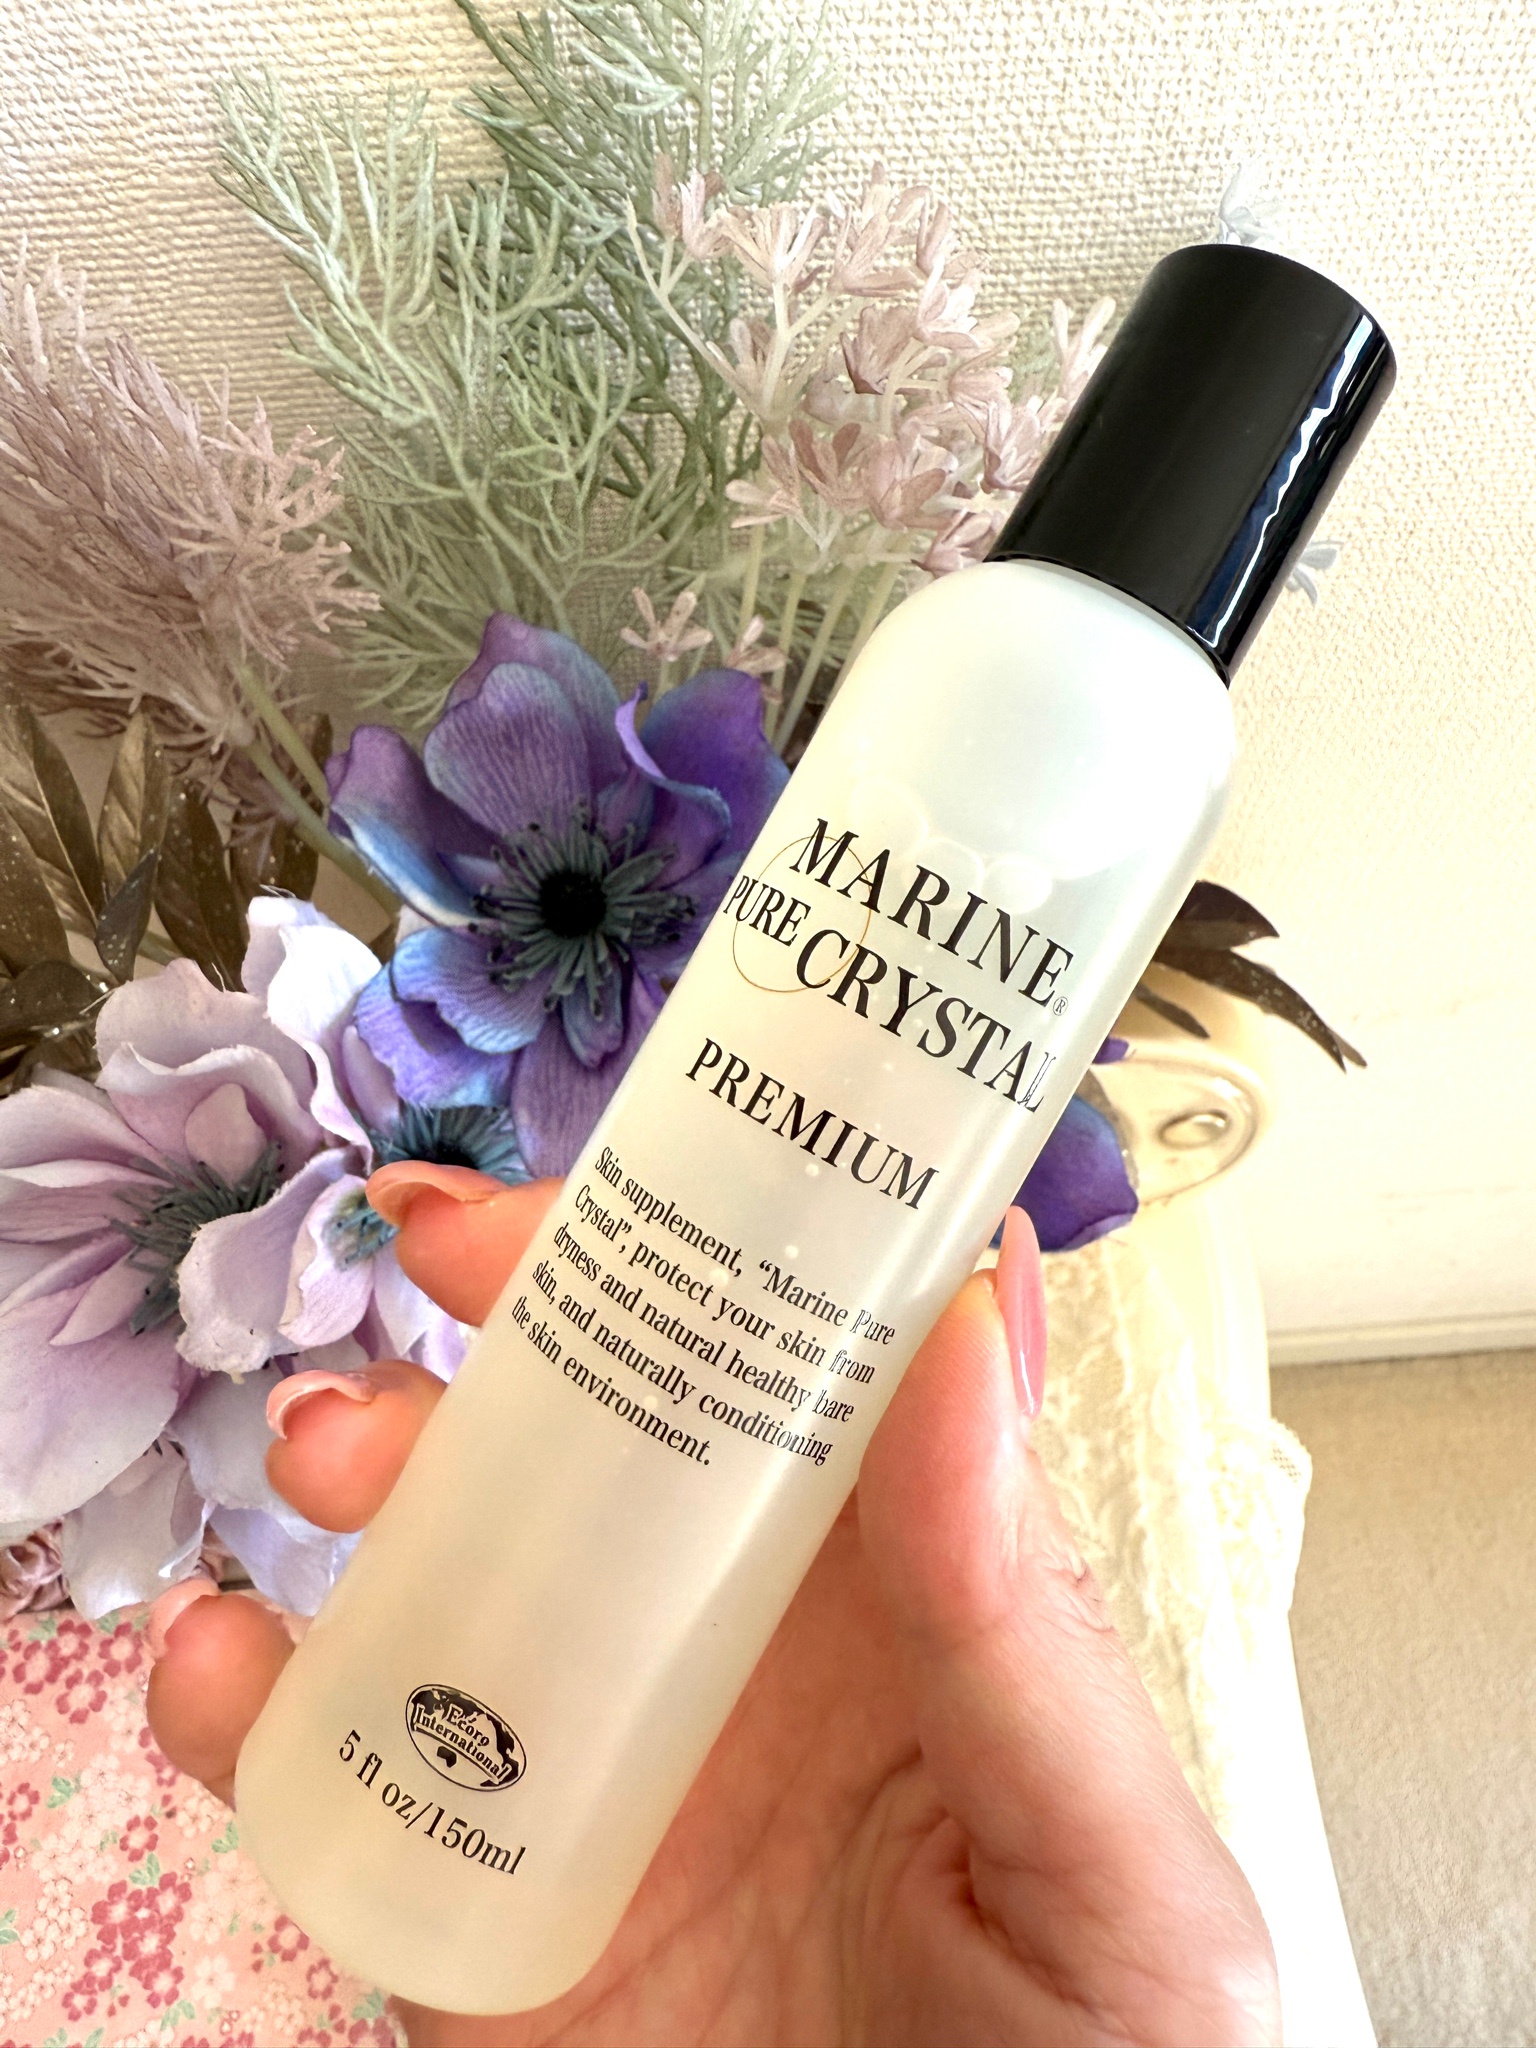 MARINE®
PURE CRYSTAL
PREMIUM
Skin supplement, “Marine Pure
Crystal”, protect your skin from
dryness and natural healthy bare
skin, and naturally conditioning
the skin environment.
Ecoro
International
5 fl oz/150ml